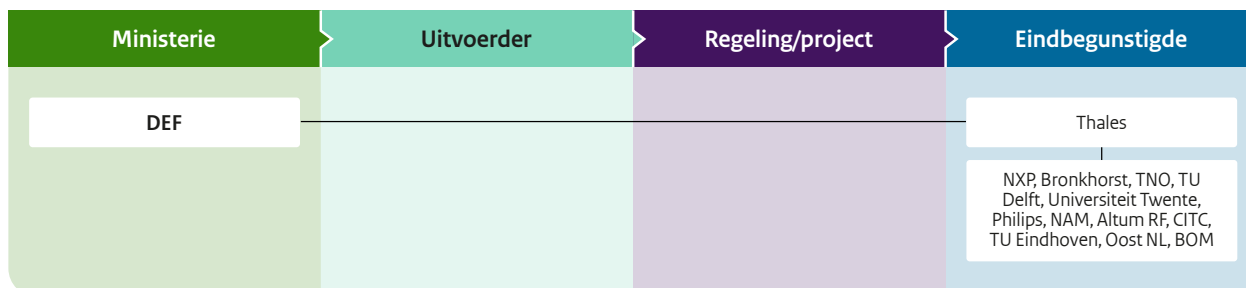 Ministerie
Uitvoerder
Regeling/project
Eindbegunstigde
DEF
Thales
NXP, Bronkhorst, TNO, TU
Delft, Universiteit Twente,
Philips, NAM, Altum RF, CITC,
TU Eindhoven, Oost NL, BOM